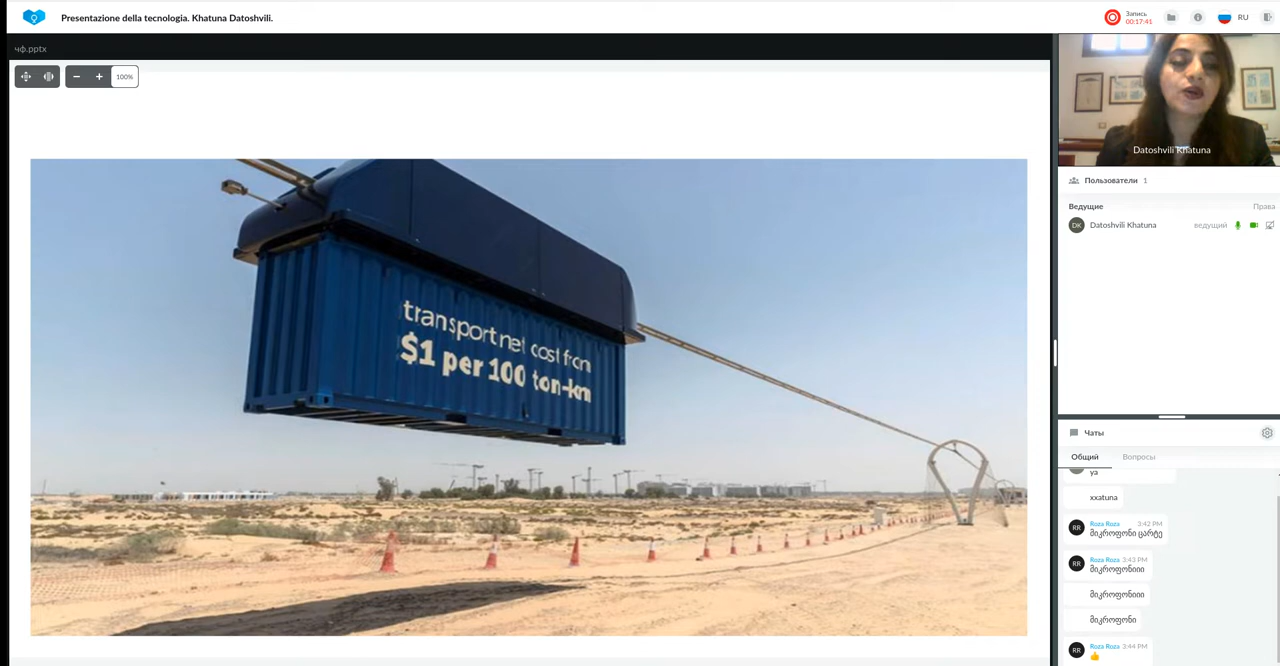 Presentazione della tecnologia. Khatuna Datoshvili.
Запись
00:17:41
RU
чф.pptx
100%
transportnet cost from
$1 per 100 ton-km
Datoshvili Khatuna
Пользователи 1
Ведущие Права
DK Datoshvili Khatuna ведущий
Чаты
Общий Вопросы
ya
xxatuna
RR Roza Roza 3:42 PM
მიკროფონი ცარტე
RR Roza Roza 3:43 PM
მიკროფონიიი
მიკროფონიიი
მიკროფონი
RR Roza Roza 3:44 PM
👍